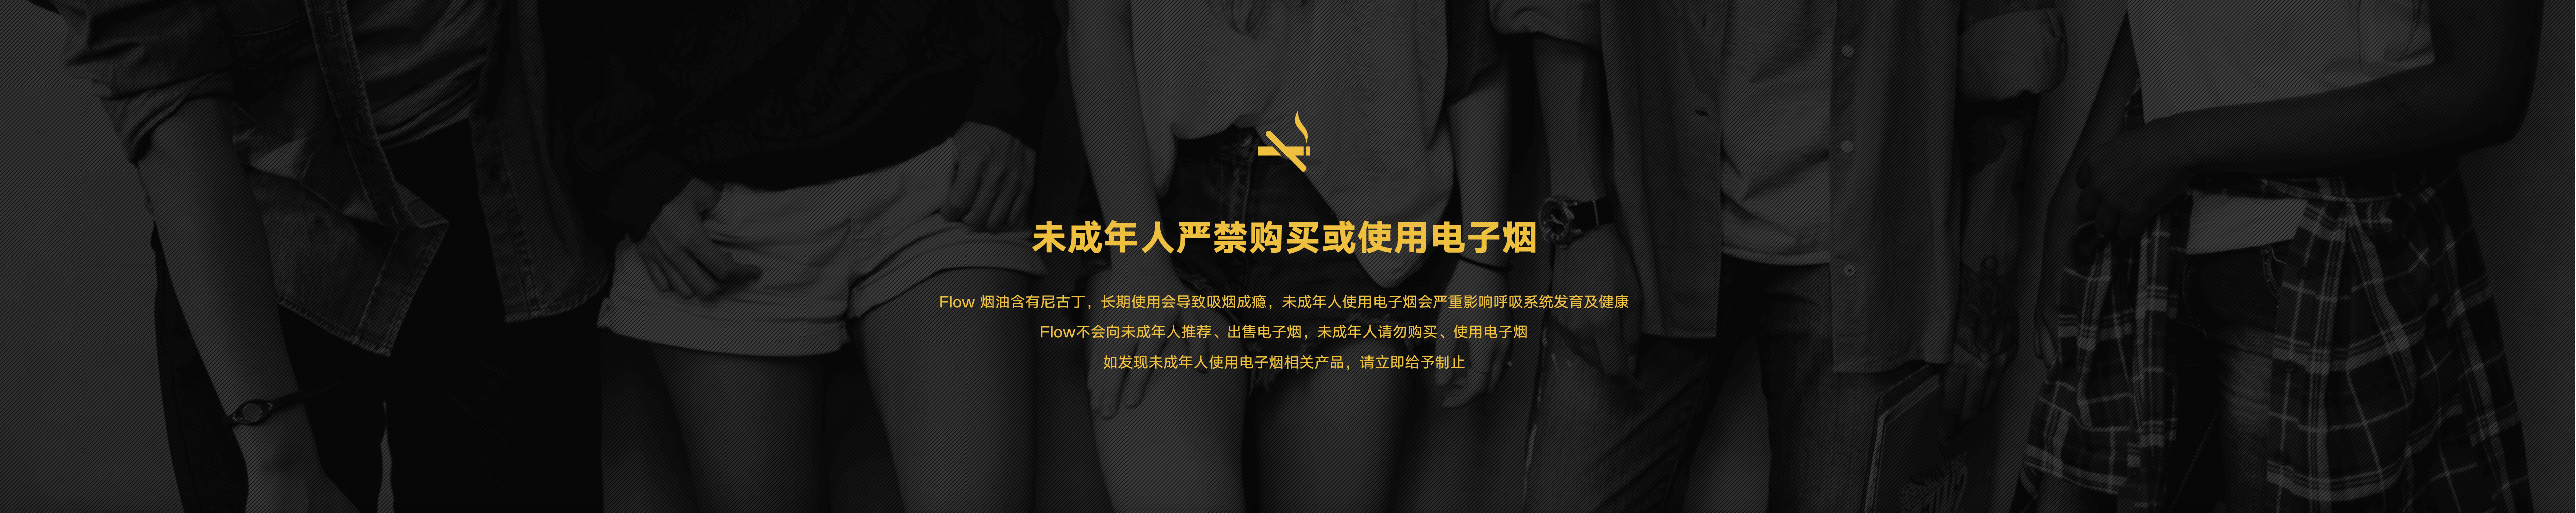 未成年人严禁购买或使用电子烟
Flow 烟油含有尼古丁，长期使用会导致吸烟成瘾，未成年人使用电子烟会严重影响呼吸系统发育及健康
Flow不会向未成年人推荐、出售电子烟，未成年人请勿购买、使用电子烟
如发现未成年人使用电子烟相关产品，请立即给予制止